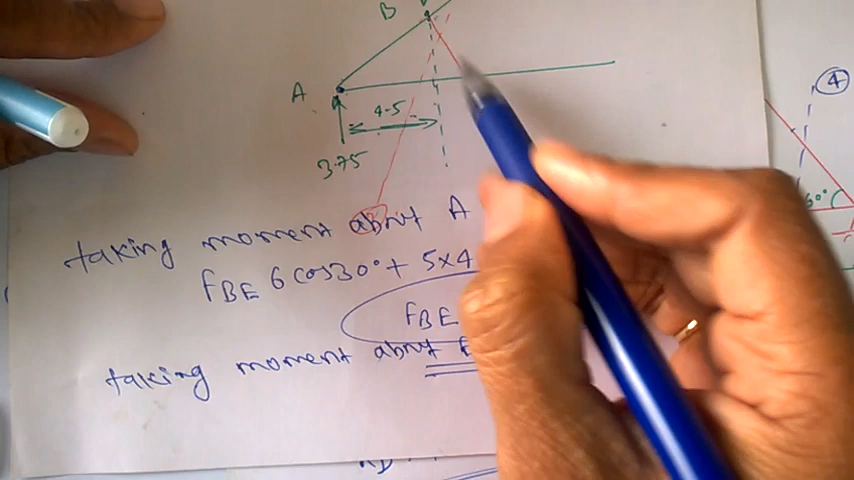 B
A
4.5
3.75
4
60°
taking moment about A
FBE 6 cos30° + 5x4
FBE
taking moment about